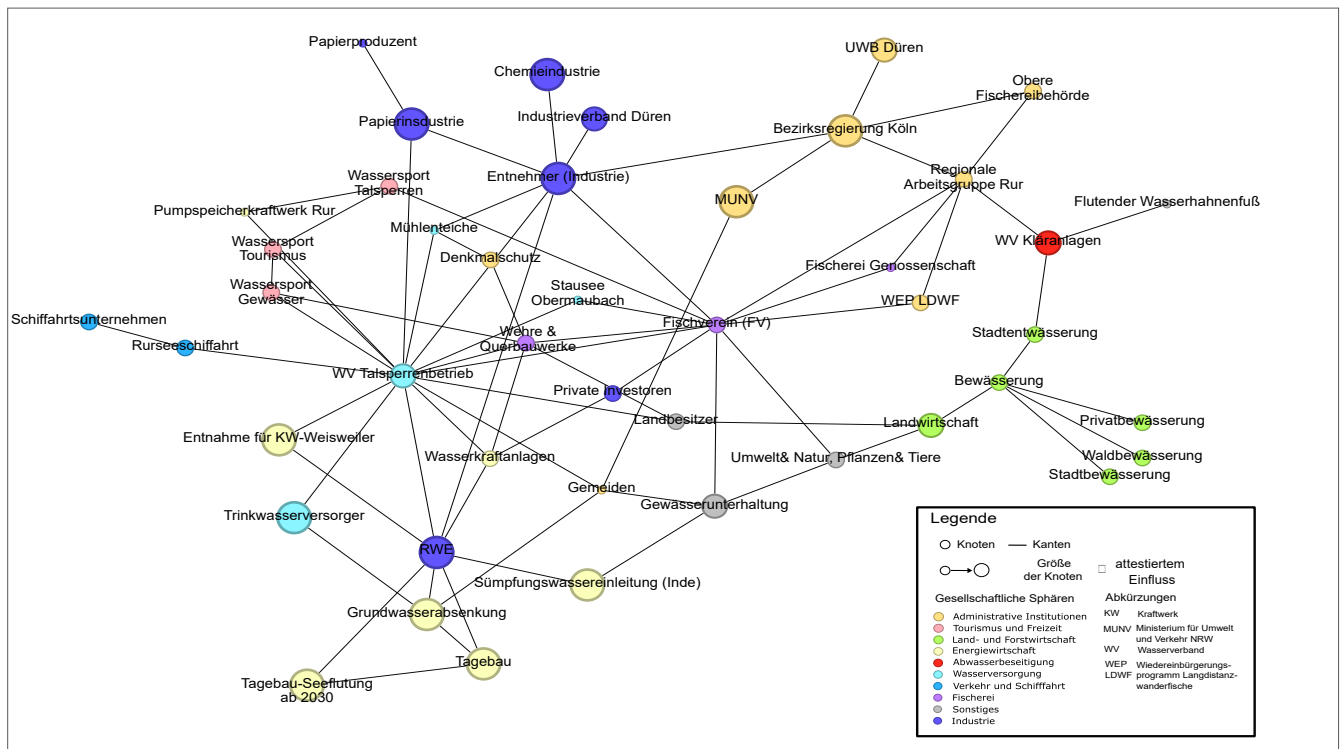 Papierproduzent
UWB Düren
Chemieindustrie
Obere
Fischereibehörde
Papierinsdustrie
Industrieverband Düren
Bezirksregierung Köln
Wassersport
Talsperren
Entnehmer (Industrie)
Regionale
Arbeitsgruppe Rur
MUNV
Flutender Wasserhahnenfuß
Pumpspeicherkraftwerk Rur
Mühlenteiche
Wassersport
Tourismus
WV Kläranlagen
Denkmalschutz
Fischerei Genossenschaft
Wassersport
Gewässer
Stausee
Obermaubach
WEP LDWF
Schiffahrtsunternehmen
Fischverein (FV)
Stadtentwässerung
Rurseeschiffahrt
Wehre &
Querbauwerke
WV Talsperrenbetrieb
Bewässerung
Private Investoren
Landbesitzer
Landwirtschaft
Privatbewässerung
Entnahme für KW-Weisweiler
Wasserkraftanlagen
Umwelt& Natur, Pflanzen& Tiere
Waldbewässerung
Stadtbewässerung
Gemeiden
Gewässerunterhaltung
Trinkwasserversorger
RWE
Sümpfungswassereinleitung (Inde)
Grundwasserabsenkung
Tagebau
Tagebau-Seeflutung
ab 2030
Legende
Knoten
Kanten
Größe
der Knoten
attestiertem
Einfluss
Gesellschaftliche Sphären
Administrative Institutionen
Tourismus und Freizeit
Land- und Forstwirtschaft
Energiewirtschaft
Abwasserbeseitigung
Wasserversorgung
Verkehr und Schifffahrt
Fischerei
Sonstiges
Industrie
Abkürzungen
KW Kraftwerk
MUNV Ministerium für Umwelt
und Verkehr NRW
WV Wasserverband
WEP Wiedereinbürgerungs-
LDWF programm Langdistanz-
wanderfische